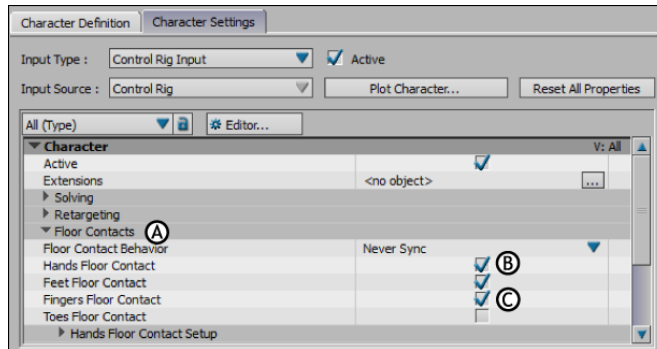 Character Definition Character Settings
Input Type : Control Rig Input Active
Input Source : Control Rig Plot Character... Reset All Properties
All (Type) Editor...
Character V: All
Active
Extensions <no object> ...
Solving
Retargeting
Floor Contacts A
Floor Contact Behavior Never Sync
Hands Floor Contact B
Feet Floor Contact
Fingers Floor Contact C
Toes Floor Contact
Hands Floor Contact Setup